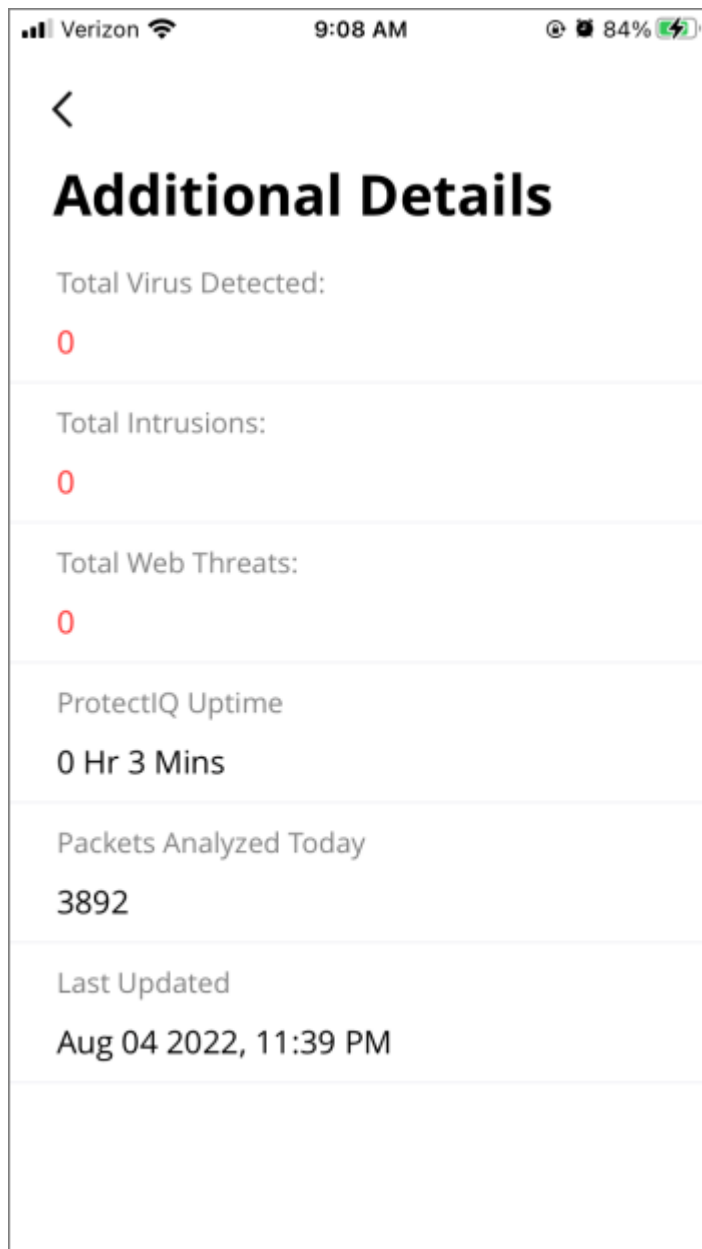 Verizon 9:08 AM 84%
Additional Details
Total Virus Detected:
0
Total Intrusions:
0
Total Web Threats:
0
ProtectIQ Uptime
0 Hr 3 Mins
Packets Analyzed Today
3892
Last Updated
Aug 04 2022, 11:39 PM